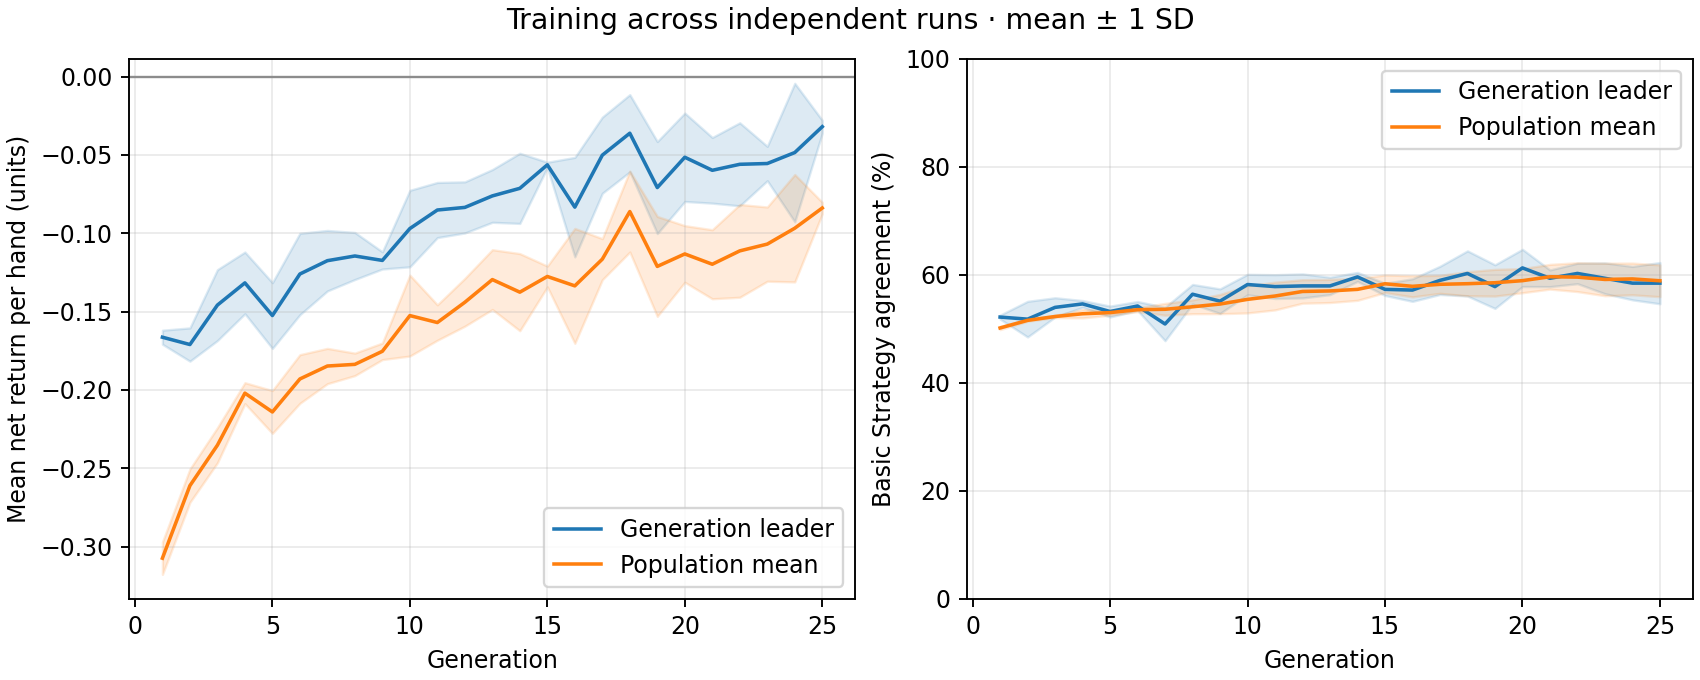 Training across independent runs · mean ± 1 SD
Mean net return per hand (units)
0.00
−0.05
−0.10
−0.15
−0.20
−0.25
−0.30
0 5 10 15 20 25
Generation
Generation leader
Population mean
Basic Strategy agreement (%)
100
80
60
40
20
0
0 5 10 15 20 25
Generation
Generation leader
Population mean